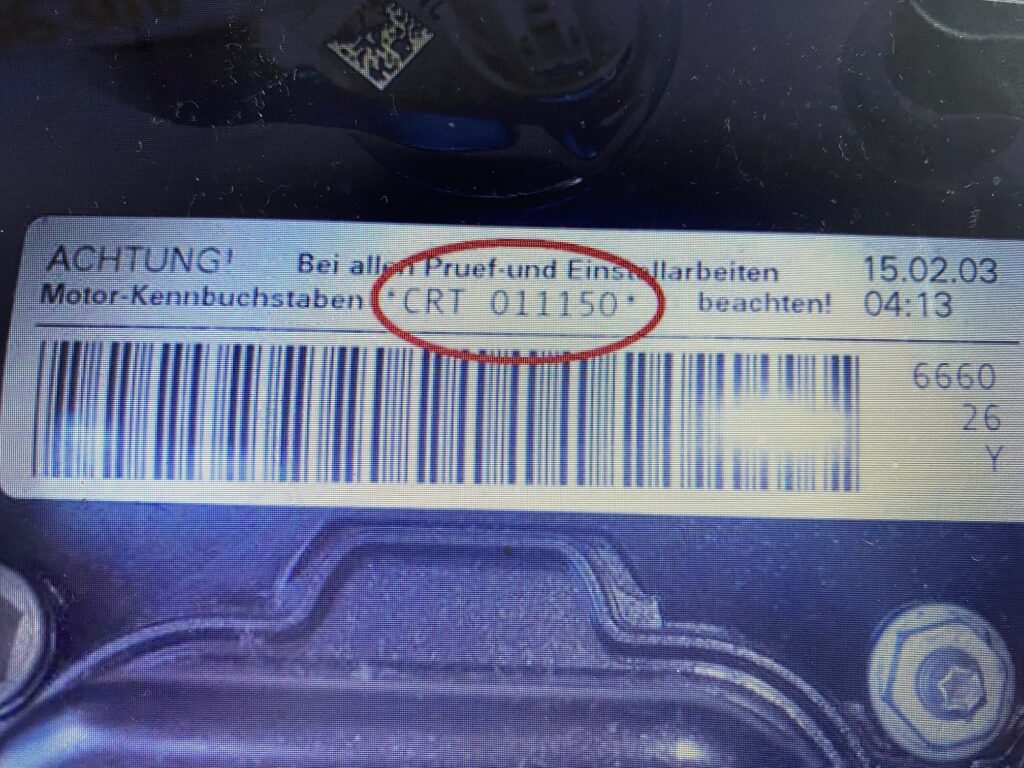 ACHTUNG! Bei allen Pruef-und Einstellarbeiten 15.02.03
Motor-Kennbuchstaben *CRT 011150* beachten! 04:13
6660
26
Y